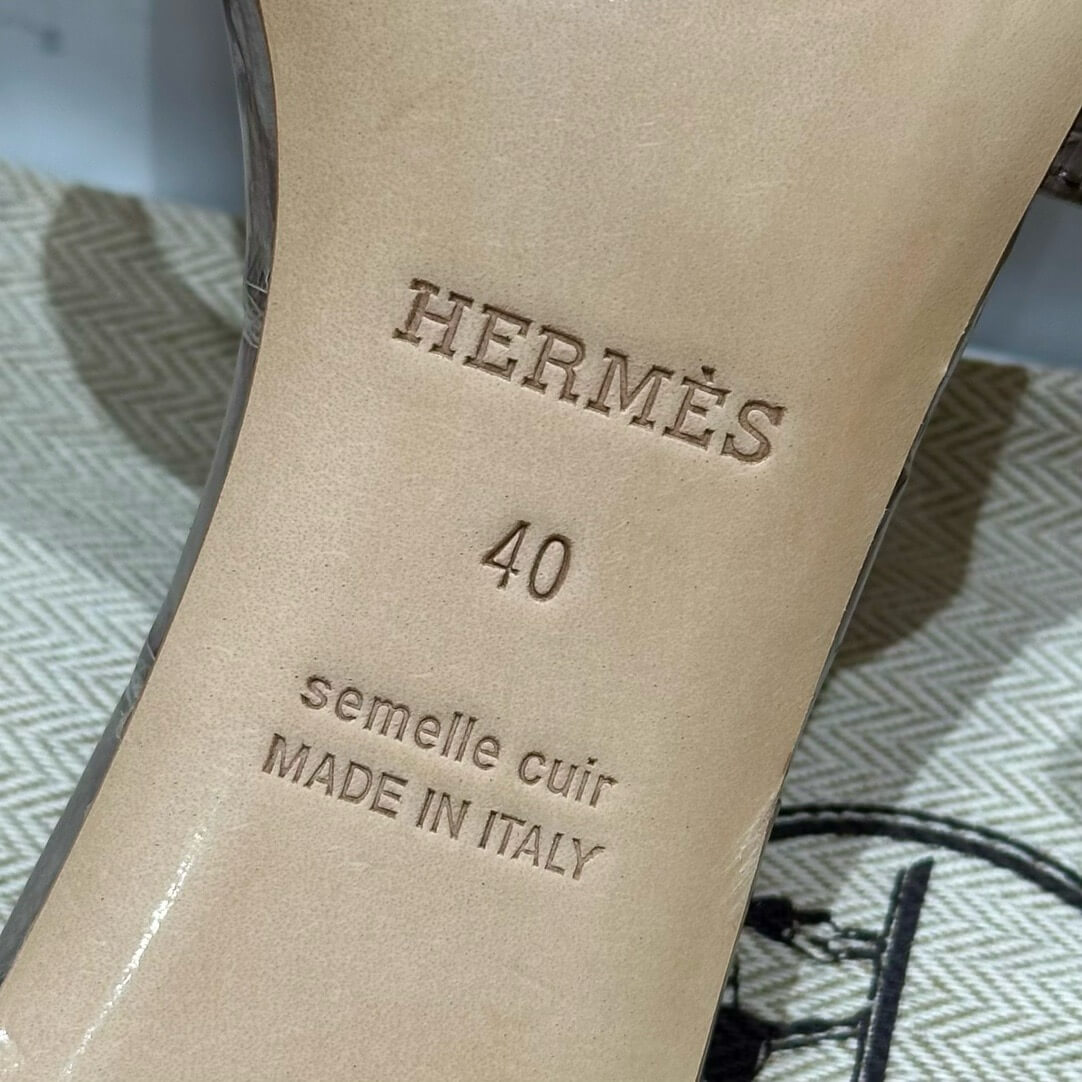 HERMÈS
40
semelle cuir
MADE IN ITALY